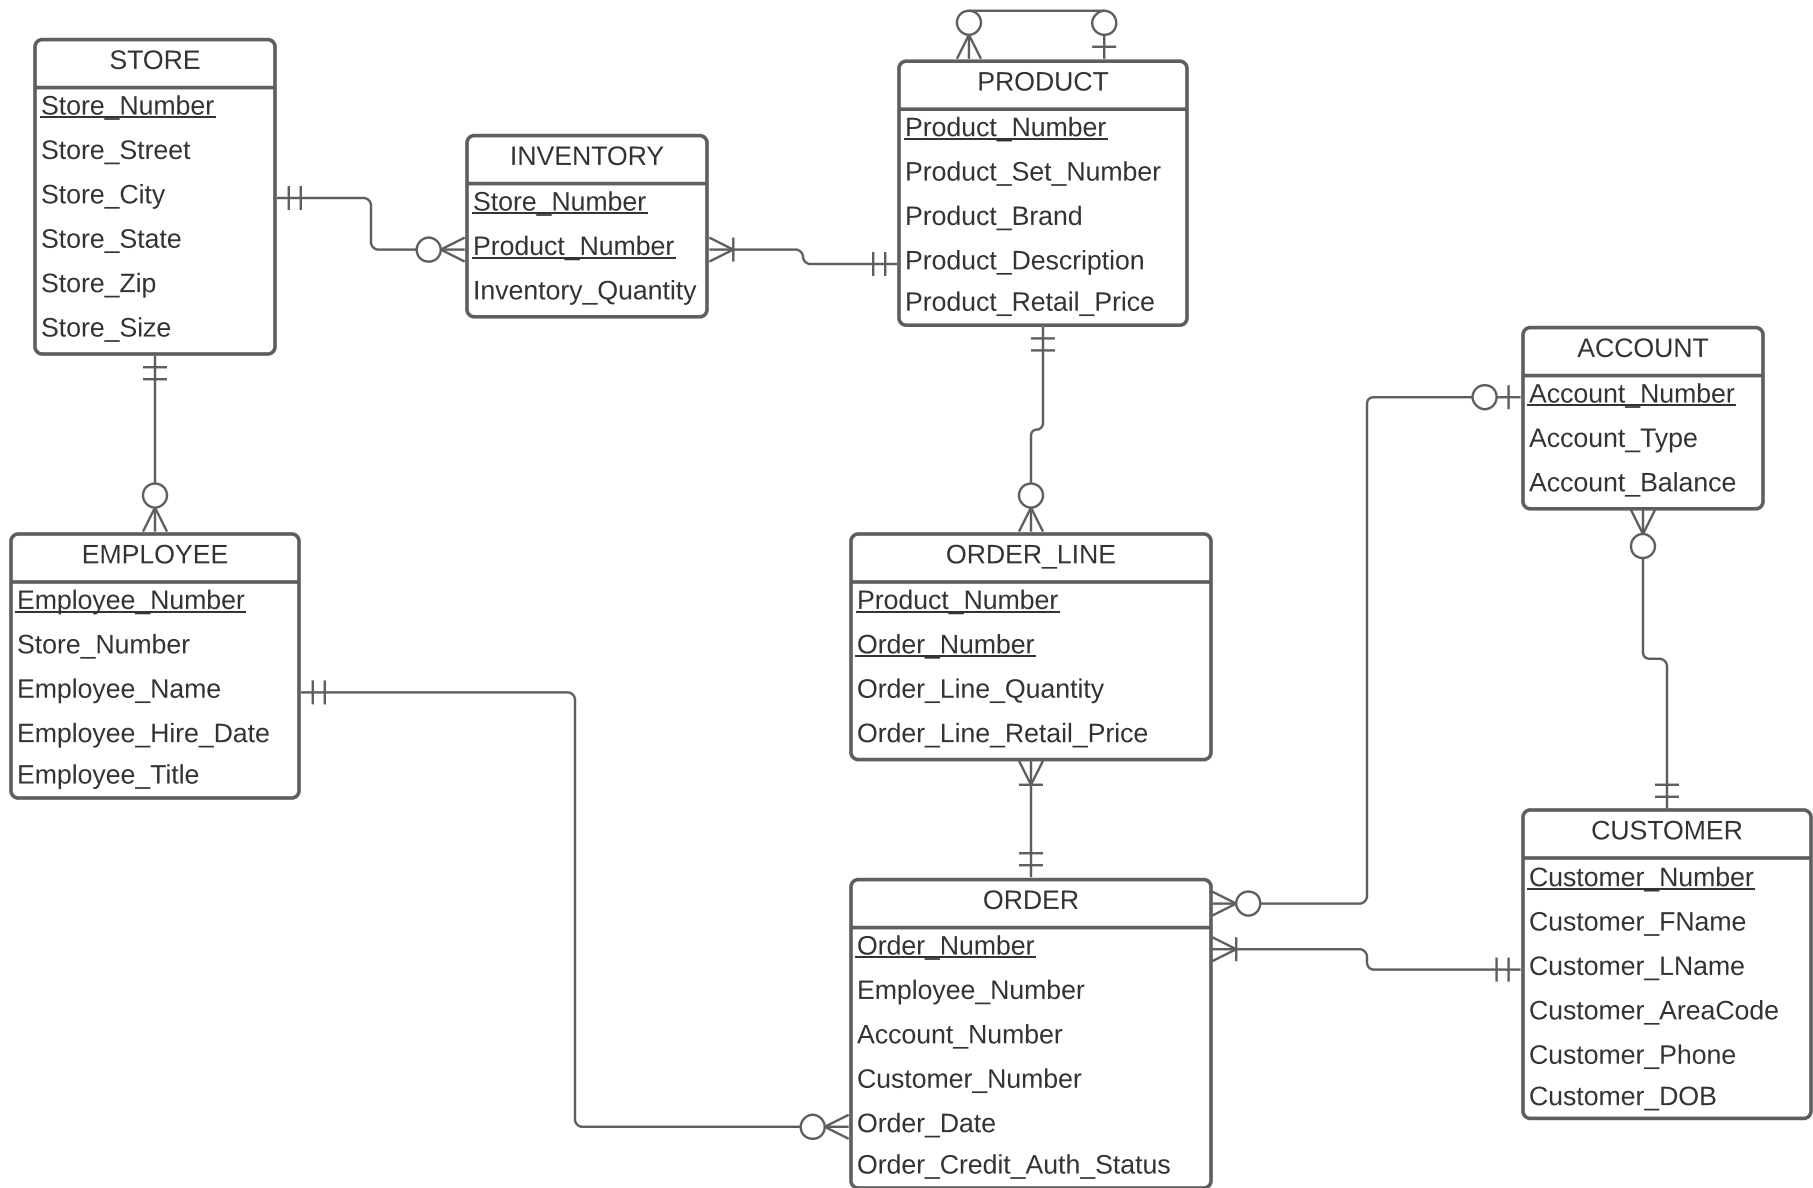 STORE
Store_Number
Store_Street
Store_City
Store_State
Store_Zip
Store_Size
INVENTORY
Store_Number
Product_Number
Inventory_Quantity
PRODUCT
Product_Number
Product_Set_Number
Product_Brand
Product_Description
Product_Retail_Price
ACCOUNT
Account_Number
Account_Type
Account_Balance
EMPLOYEE
Employee_Number
Store_Number
Employee_Name
Employee_Hire_Date
Employee_Title
ORDER_LINE
Product_Number
Order_Number
Order_Line_Quantity
Order_Line_Retail_Price
ORDER
Order_Number
Employee_Number
Account_Number
Customer_Number
Order_Date
Order_Credit_Auth_Status
CUSTOMER
Customer_Number
Customer_FName
Customer_LName
Customer_AreaCode
Customer_Phone
Customer_DOB